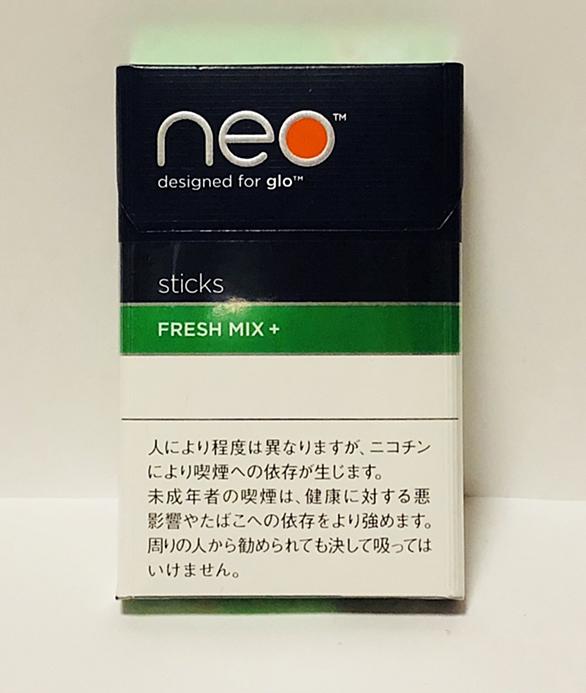 neo™
designed for glo™
sticks
FRESH MIX +
人により程度は異なりますが、ニコチン
により喫煙への依存が生じます。
未成年者の喫煙は、健康に対する悪
影響やたばこへの依存をより強めます。
周りの人から勧められても決して吸っては
いけません。